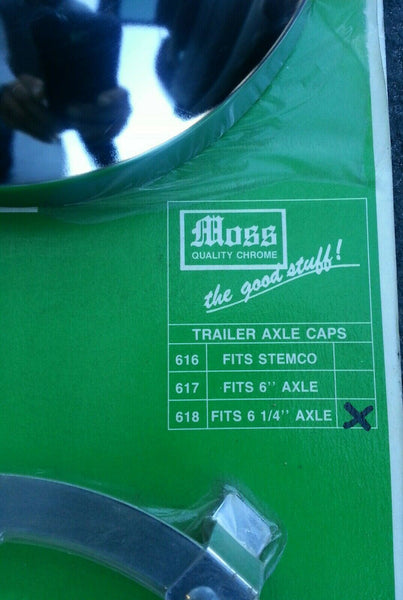 Moss
QUALITY CHROME
the good stuff!
TRAILER AXLE CAPS
616 FITS STEMCO
617 FITS 6'' AXLE
618 FITS 6 1/4'' AXLE X